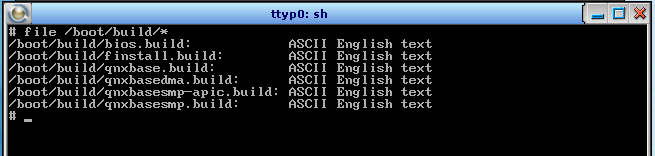 ttyp0: sh
# file /boot/build/*
/boot/build/bios.build:            ASCII English text
/boot/build/finstall.build:        ASCII English text
/boot/build/qnxbase.build:         ASCII English text
/boot/build/qnxbasedma.build:      ASCII English text
/boot/build/qnxbasesmp-apic.build: ASCII English text
/boot/build/qnxbasesmp.build:      ASCII English text
# _